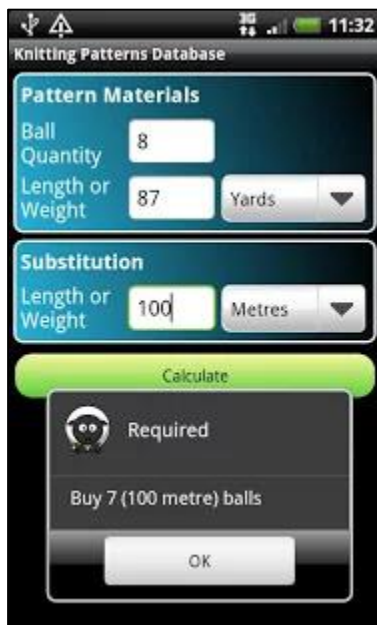 3G 11:32
Knitting Patterns Database
Pattern Materials
Ball
Quantity
8
Length or
Weight
87
Yards
Substitution
Length or
Weight
100
Metres
Calculate
Required
Buy 7 (100 metre) balls
OK